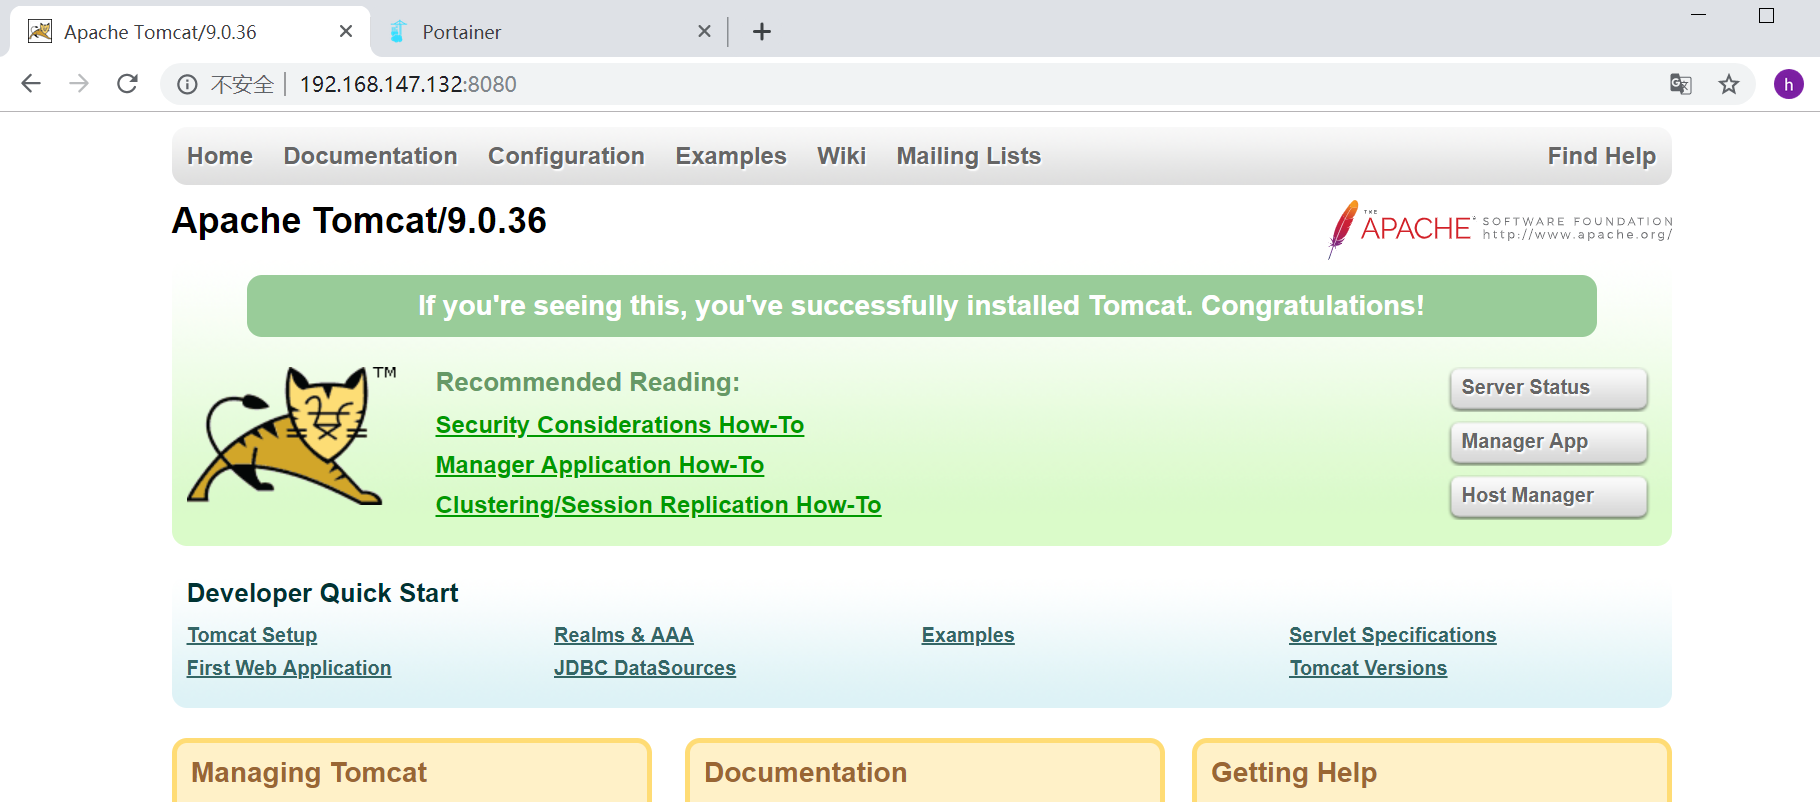 Apache Tomcat/9.0.36
Portainer
不安全 192.168.147.132:8080
h
Home Documentation Configuration Examples Wiki Mailing Lists Find Help
Apache Tomcat/9.0.36
THE APACHE SOFTWARE FOUNDATION
http://www.apache.org/
If you're seeing this, you've successfully installed Tomcat. Congratulations!
TM
Recommended Reading:
Security Considerations How-To
Manager Application How-To
Clustering/Session Replication How-To
Server Status
Manager App
Host Manager
Developer Quick Start
Tomcat Setup Realms & AAA Examples Servlet Specifications
First Web Application JDBC DataSources Tomcat Versions
Managing Tomcat Documentation Getting Help